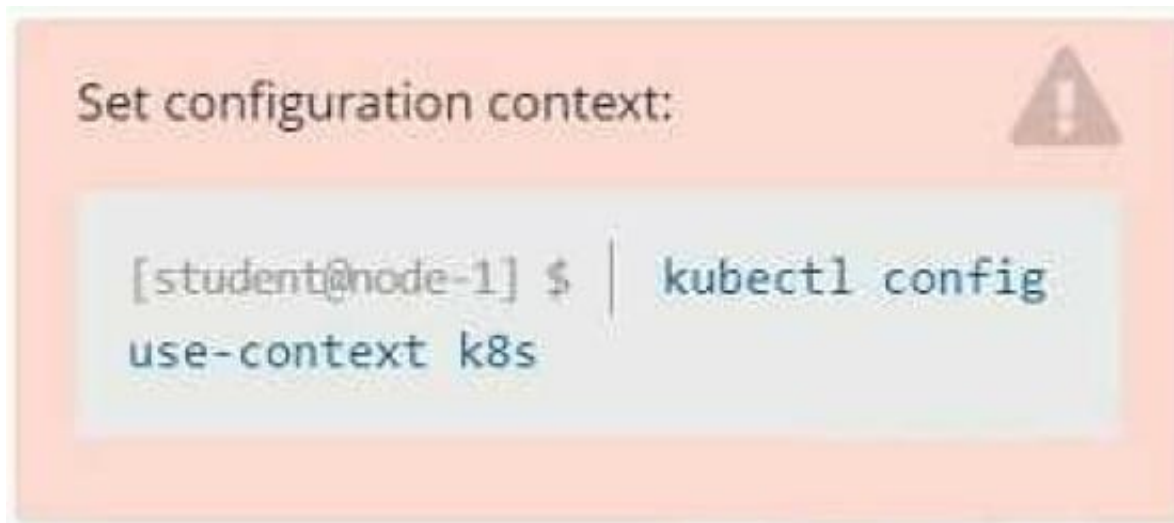 Set configuration context:
[student@node-1] $ | kubectl config
use-context k8s